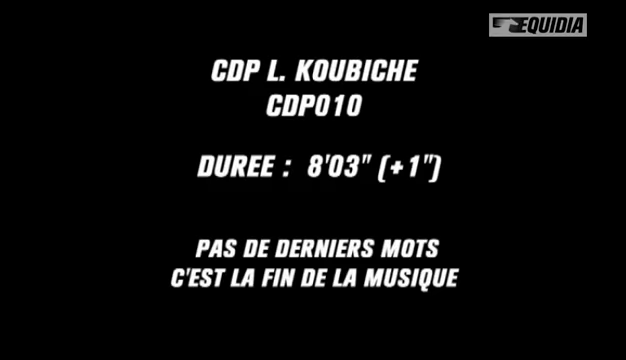 EQUIDIA
CDP L. KOUBICHE
CDP010
DUREE : 8'03" (+1")
PAS DE DERNIERS MOTS
C'EST LA FIN DE LA MUSIQUE